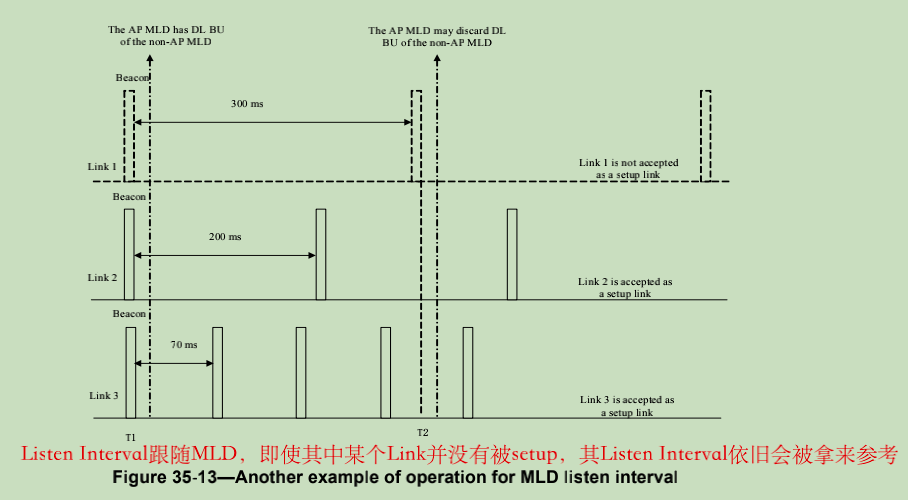 The AP MLD has DL BU
of the non-AP MLD
The AP MLD may discard DL
BU of the non-AP MLD
Beacon
300 ms
Link 1
Link 1 is not accepted
as a setup link
Beacon
200 ms
Link 2
Link 2 is accepted as
a setup link
Beacon
70 ms
Link 3
Link 3 is accepted as
a setup link
T1
T2
Listen Interval跟随MLD，即使其中某个Link并没有被setup，其Listen Interval依旧会被拿来参考
Figure 35-13—Another example of operation for MLD listen interval